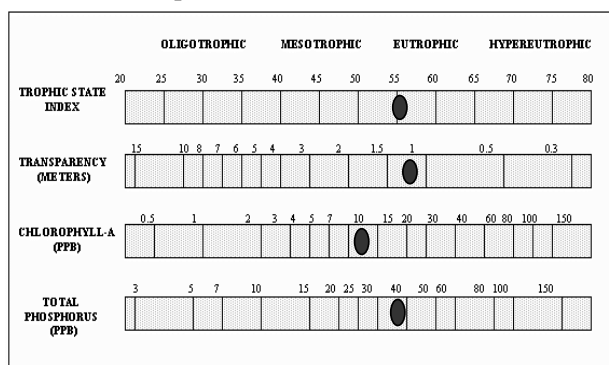 OLIGOTROPHIC MESOTROPHIC EUTROPHIC HYPEREUTROPHIC
20 25 30 35 40 45 50 55 60 65 70 75 80
TROPHIC STATE
INDEX
15 10 8 7 6 5 4 3 2 1.5 1 0.5 0.3
TRANSPARENCY
(METERS)
0.5 1 2 3 4 5 7 10 15 20 30 40 60 80 100 150
CHLOROPHYLL-A
(PPB)
3 5 7 10 15 20 25 30 40 50 60 80 100 150
TOTAL
PHOSPHORUS
(PPB)